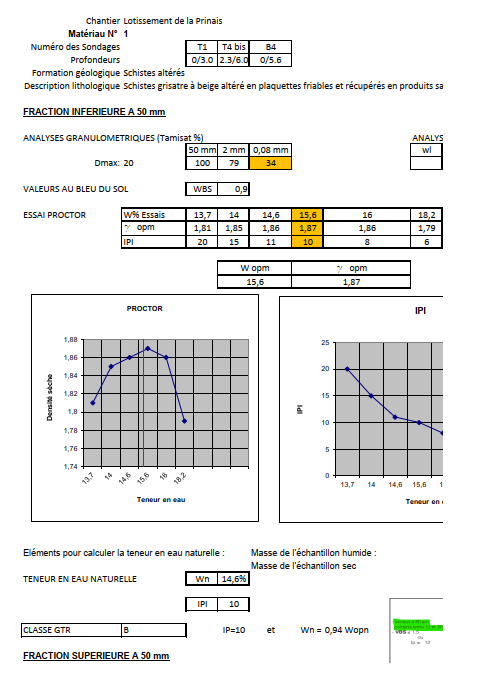 Chantier Lotissement de la Prinais
Matériau N° 1
Numéro des Sondages T1 T4 bis B4
Profondeurs 0/3.0 2.3/6.0 0/5.6
Formation géologique Schistes altérés
Description lithologique Schistes grisatre à beige altéré en plaquettes friables et récupérés en produits sa
FRACTION INFERIEURE A 50 mm
ANALYSES GRANULOMETRIQUES (Tamisat %) ANALYS
50 mm 2 mm 0,08 mm wl
Dmax: 20 100 79 34
VALEURS AU BLEU DU SOL WBS 0,9
ESSAI PROCTOR W% Essais 13,7 14 14,6 15,6 16 18,2
γ opm 1,81 1,85 1,86 1,87 1,86 1,79
IPI 20 15 11 10 8 6
W opm γ opm
15,6 1,87
PROCTOR
1,88
1,86
1,84
1,82
1,8
1,78
1,76
1,74
Densité sèche
13,7 14 14,6 15,6 16 18,2
Teneur en eau
IPI
25
20
15
10
5
0
IPI
13,7 14 14,6 15,6 1
Teneur en
Eléments pour calculer la teneur en eau naturelle : Masse de l'échantillon humide :
Masse de l'échantillon sec
TENEUR EN EAU NATURELLE Wn 14,6%
IPI 10
CLASSE GTR B IP=10 et Wn = 0,94 Wopn
FRACTION SUPERIEURE A 50 mm